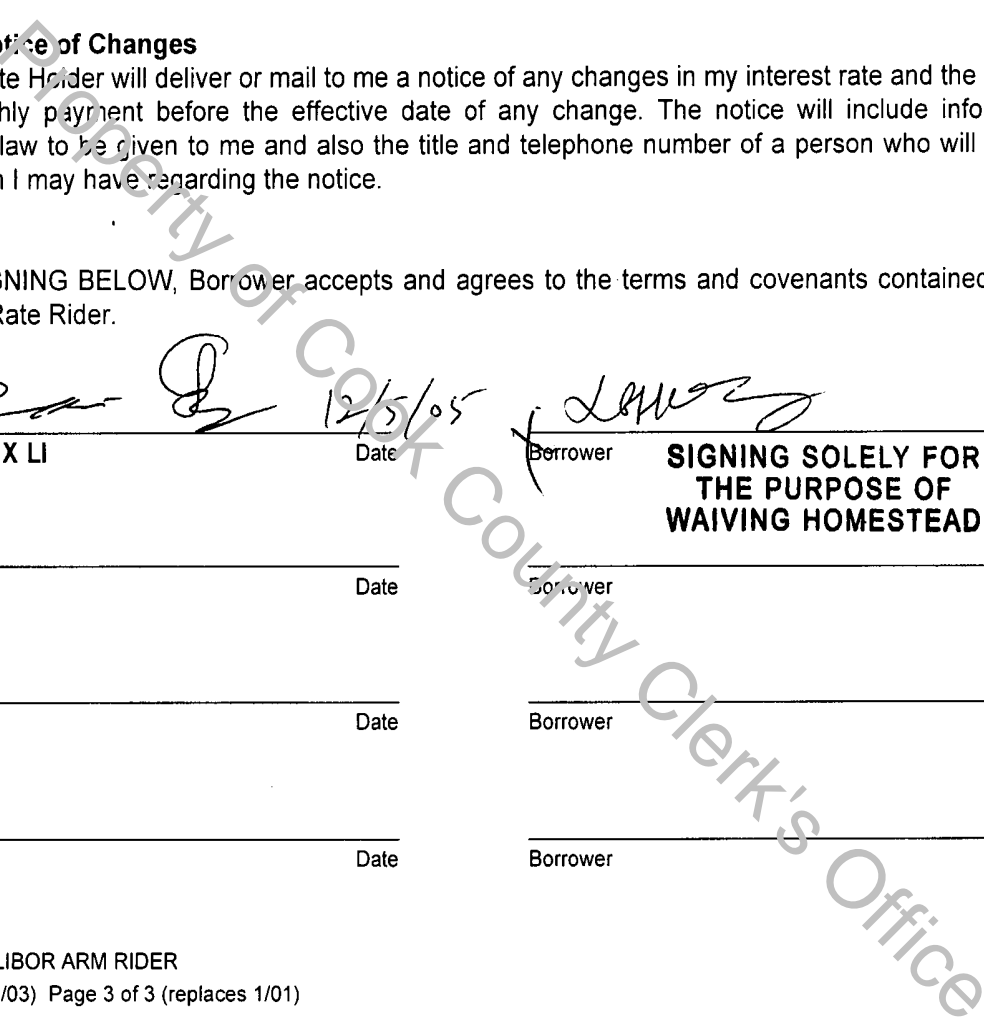 tice of Changes
te Holder will deliver or mail to me a notice of any changes in my interest rate and the
hly payment before the effective date of any change. The notice will include info
law to be given to me and also the title and telephone number of a person who will
I may have regarding the notice.
GNING BELOW, Borrower accepts and agrees to the terms and covenants contained
Rate Rider.
12/5/05
X LI
Date
Borrower
SIGNING SOLELY FOR
THE PURPOSE OF
WAIVING HOMESTEAD
Date
Borrower
Date
Borrower
Date
Borrower
LIBOR ARM RIDER
/03) Page 3 of 3 (replaces 1/01)
Property of Cook County Clerk's Office